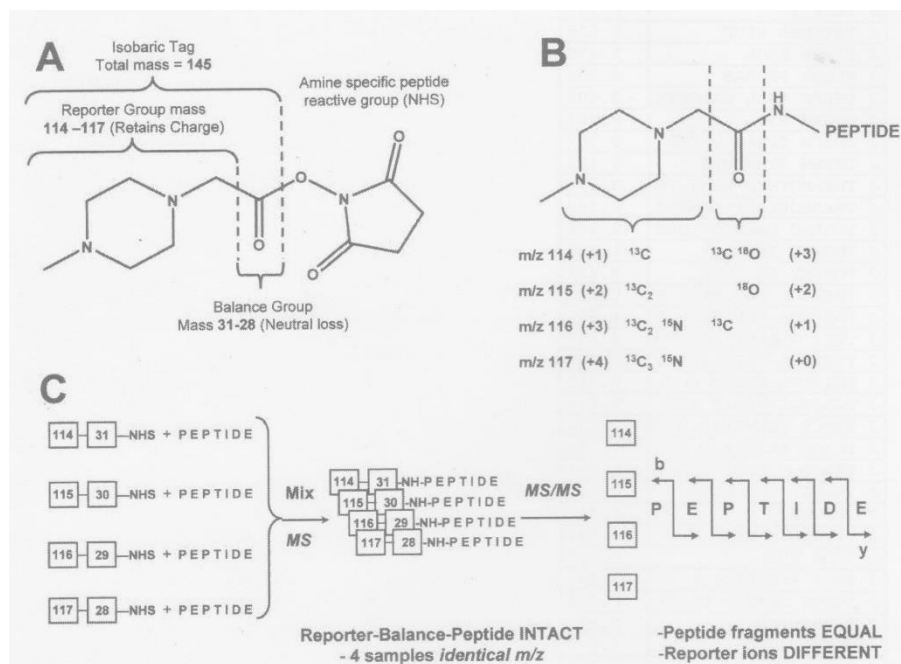 A
Isobaric Tag
Total mass = 145
Reporter Group mass
114 –117 (Retains Charge)
Amine specific peptide
reactive group (NHS)
N
N
O
O
N
O
O
Balance Group
Mass 31-28 (Neutral loss)
B
N
N
O
H
N
PEPTIDE
m/z 114 (+1) ¹³C ¹³C ¹⁸O (+3)
m/z 115 (+2) ¹³C₂ ¹⁸O (+2)
m/z 116 (+3) ¹³C₂ ¹⁵N ¹³C (+1)
m/z 117 (+4) ¹³C₃ ¹⁵N (+0)
C
114 31 NHS + PEPTIDE
115 30 NHS + PEPTIDE
116 29 NHS + PEPTIDE
117 28 NHS + PEPTIDE
Mix
MS
114 31 NH-PEPTIDE
115 30 NH-PEPTIDE
116 29 NH-PEPTIDE
117 28 NH-PEPTIDE
MS/MS
114
115
116
117
b
P E P T I D E
y
Reporter-Balance-Peptide INTACT
- 4 samples identical m/z
-Peptide fragments EQUAL
-Reporter ions DIFFERENT